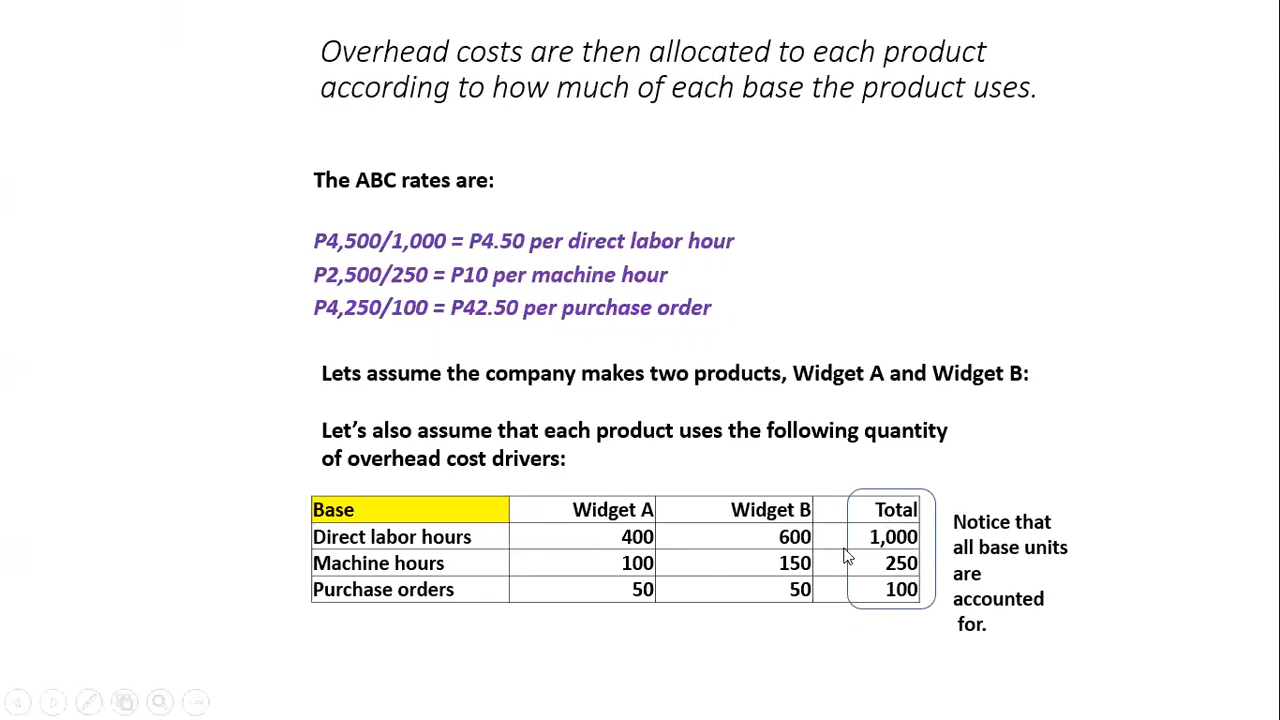 Overhead costs are then allocated to each product
according to how much of each base the product uses.
The ABC rates are:
P4,500/1,000 = P4.50 per direct labor hour
P2,500/250 = P10 per machine hour
P4,250/100 = P42.50 per purchase order
Lets assume the company makes two products, Widget A and Widget B:
Let’s also assume that each product uses the following quantity
of overhead cost drivers:
Base Widget A Widget B Total
Direct labor hours 400 600 1,000
Machine hours 100 150 250
Purchase orders 50 50 100
Notice that
all base units
are
accounted
for.